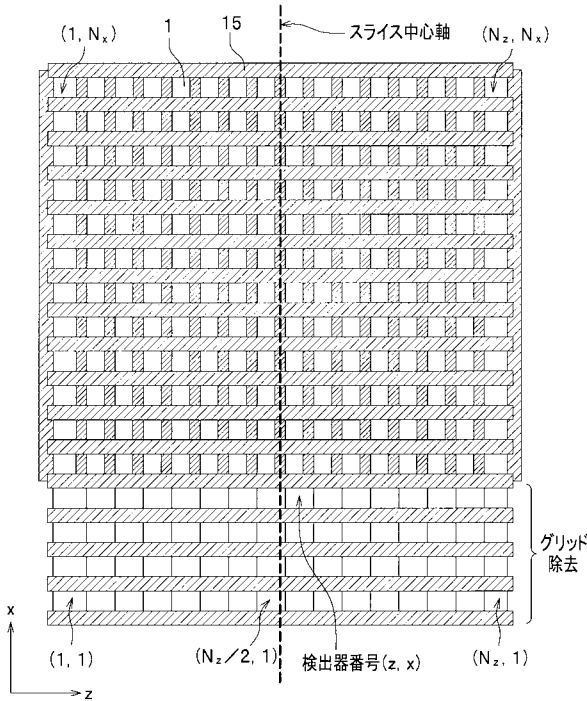 (1, Nx)
1
15
スライス中心軸
(Nz, Nx)
グリッド
除去
x
z
(1, 1)
(Nz／2, 1)
検出器番号(z, x)
(Nz, 1)